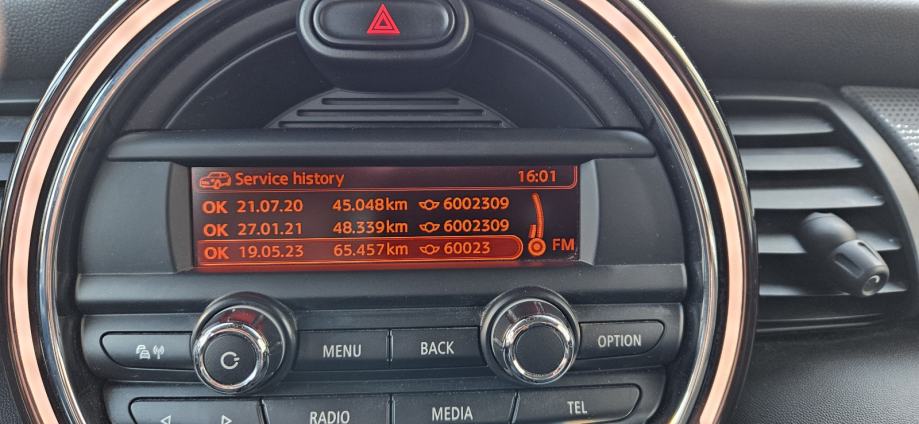 Service history 16:01
OK 21.07.20 45.048km 6002309
OK 27.01.21 48.339km 6002309
OK 19.05.23 65.457km 60023
FM
MENU
BACK
OPTION
RADIO
MEDIA
TEL